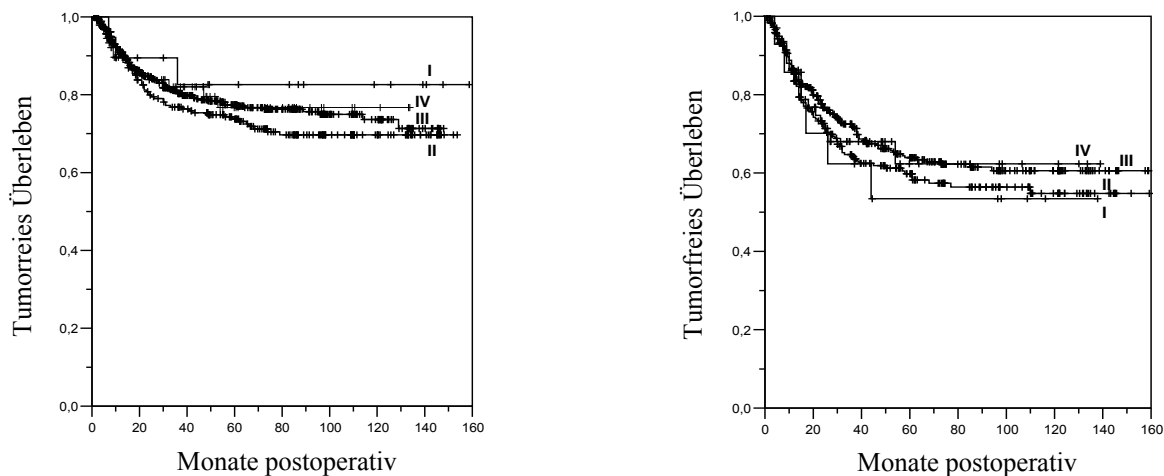 Tumorreies Überleben
1,0
0,8
0,6
0,4
0,2
0,0
I
IV
III
II
0 20 40 60 80 100 120 140 160
Monate postoperativ
Tumorfreies Überleben
1,0
0,8
0,6
0,4
0,2
0,0
IV
III
II
I
0 20 40 60 80 100 120 140 160
Monate postoperativ